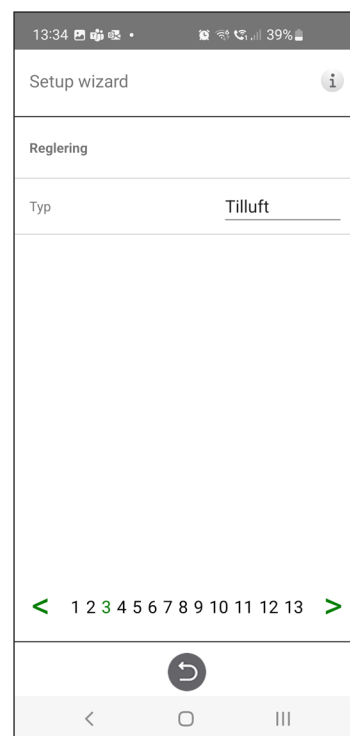 13:34 39%
Setup wizard i
Reglering
Typ Tilluft
< 1 2 3 4 5 6 7 8 9 10 11 12 13 >